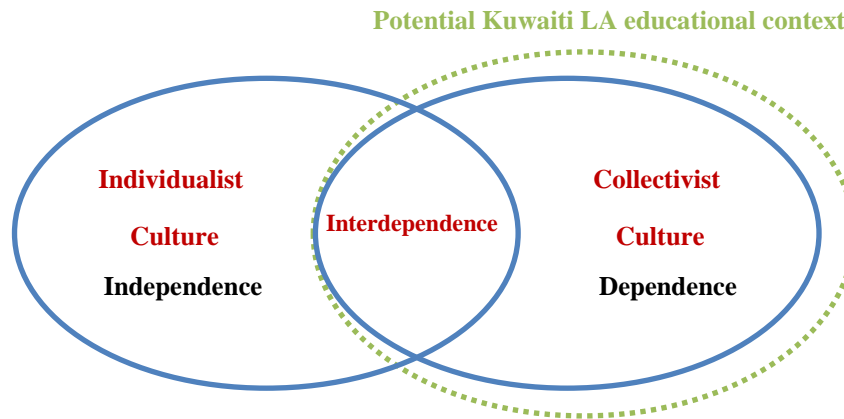 Potential Kuwaiti LA educational context
Individualist
Culture
Independence
Interdependence
Collectivist
Culture
Dependence